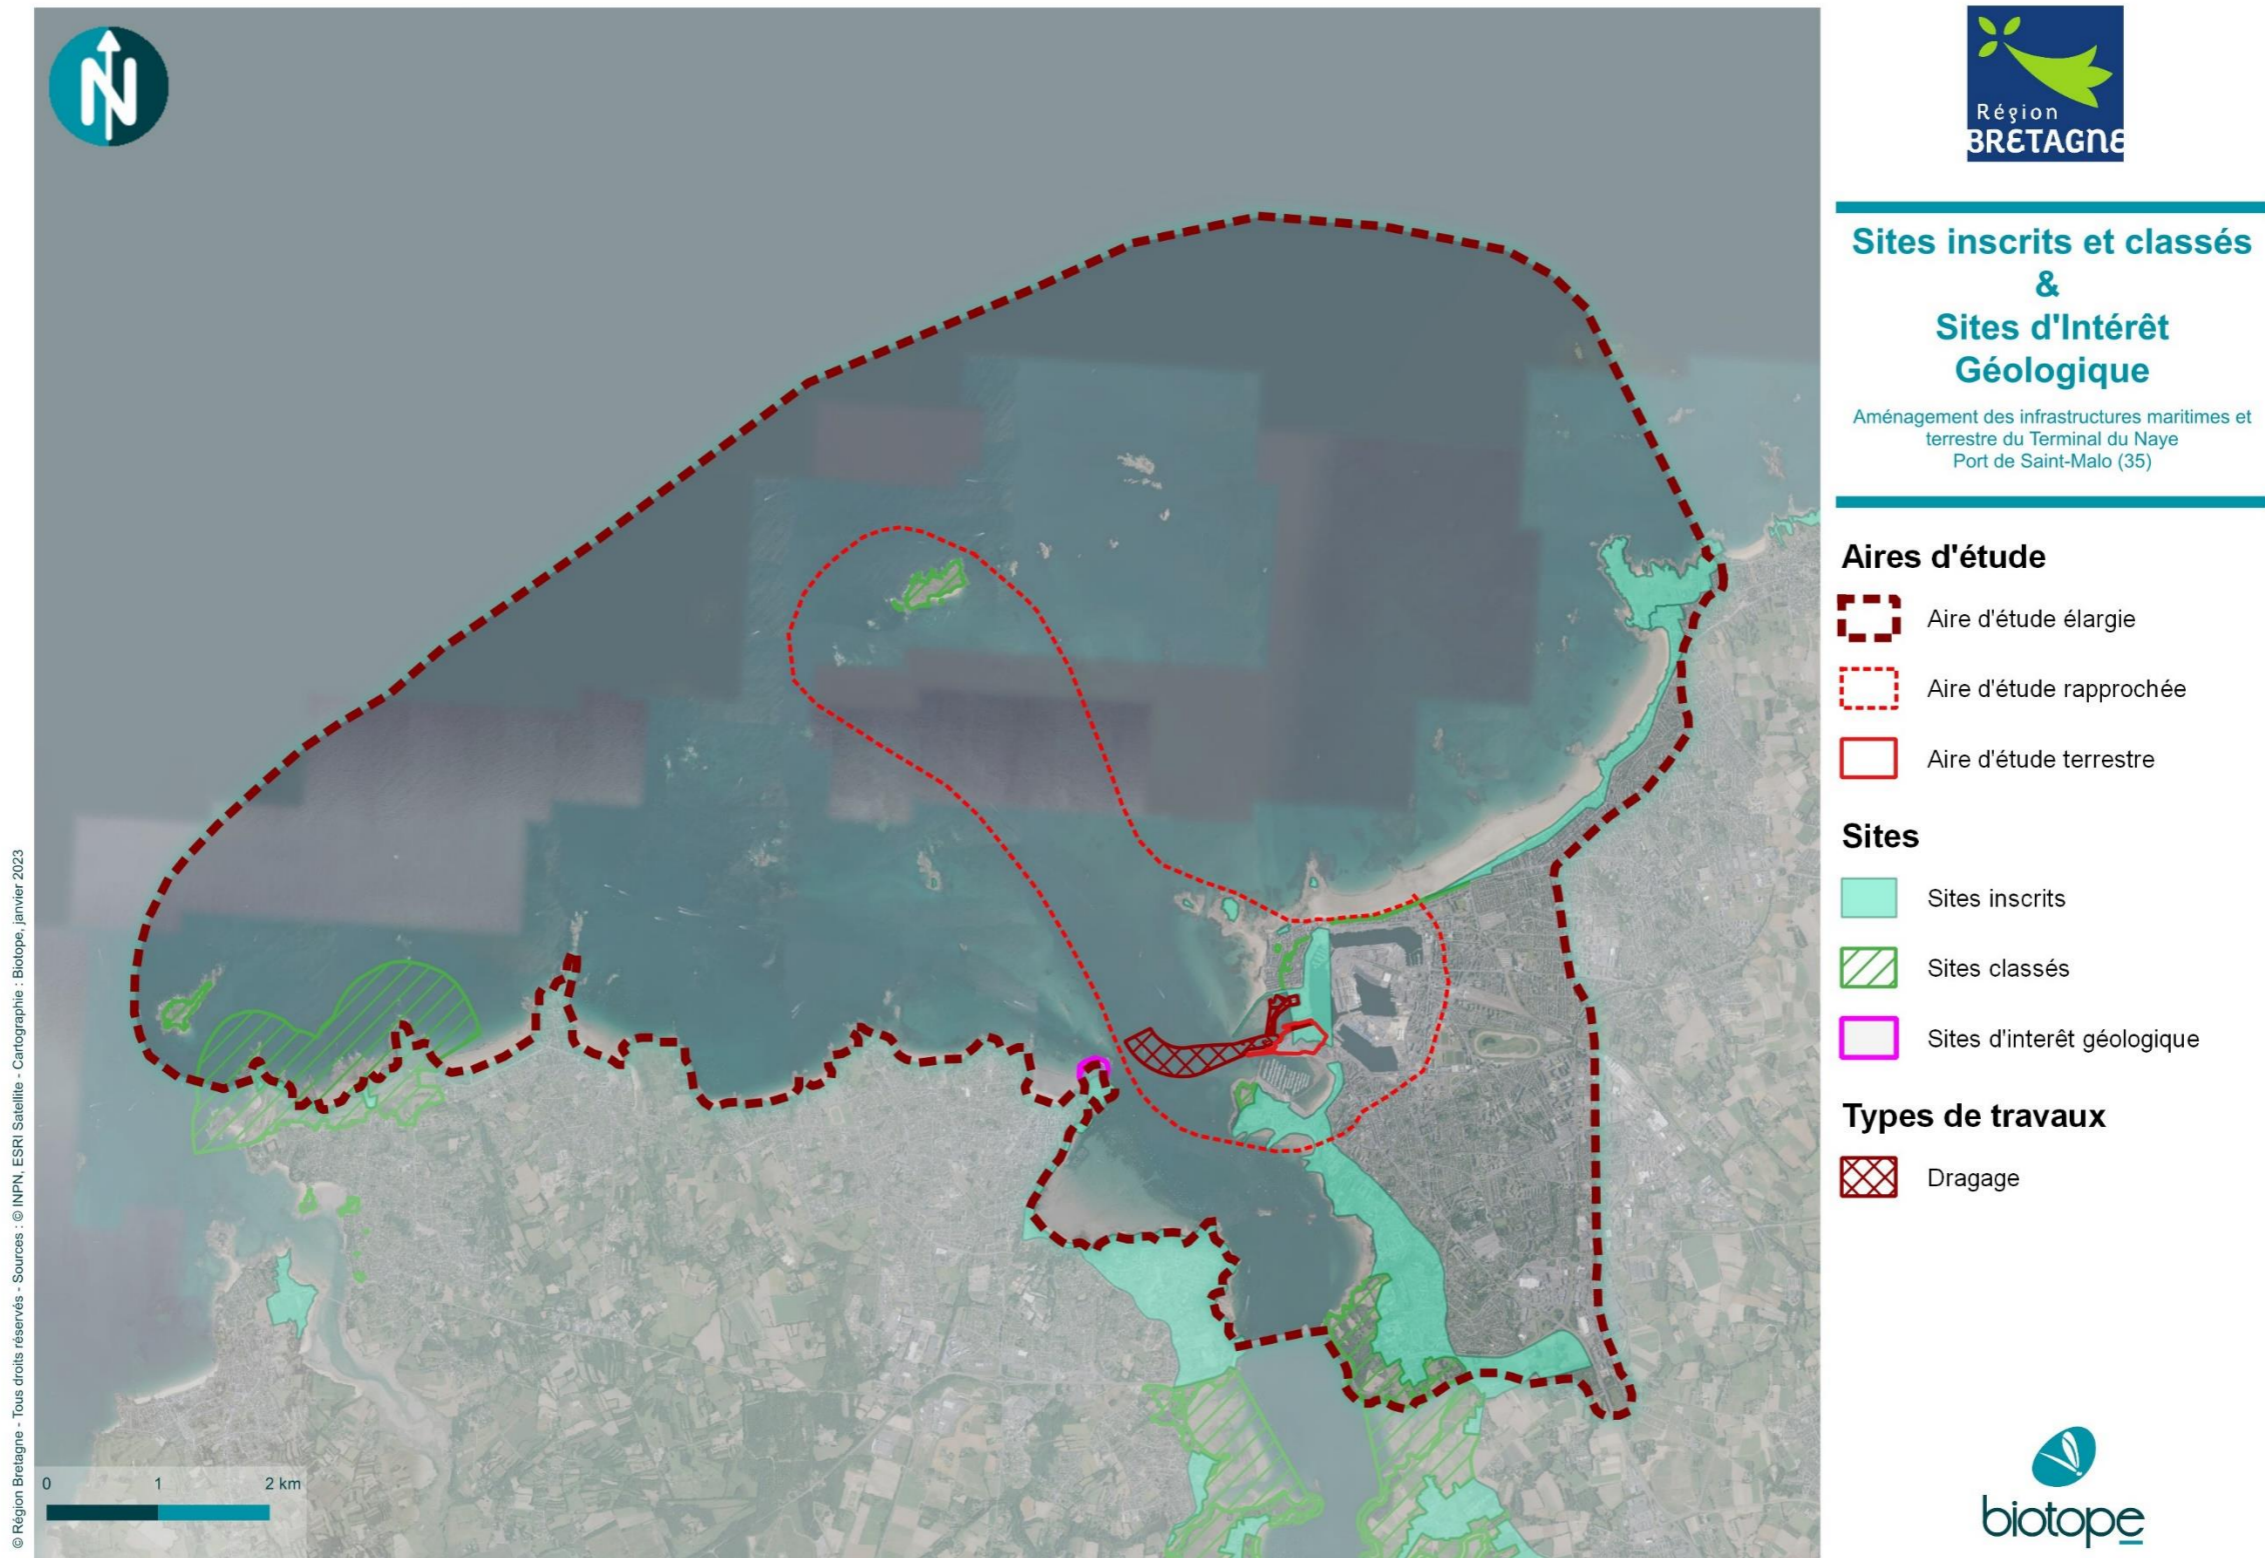 N
Région
BRETAGNE
Sites inscrits et classés
&
Sites d'Intérêt
Géologique
Aménagement des infrastructures maritimes et
terrestre du Terminal du Naye
Port de Saint-Malo (35)
Aires d'étude
Aire d'étude élargie
Aire d'étude rapprochée
Aire d'étude terrestre
Sites
Sites inscrits
Sites classés
Sites d'interêt géologique
Types de travaux
Dragage
© Région Bretagne - Tous droits réservés - Sources : © INPN, ESRI Satellite - Cartographie : Biotope, janvier 2023
0 1 2 km
biotope